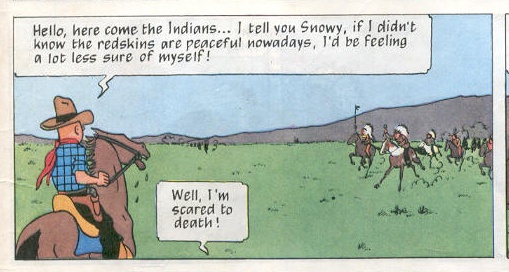 Hello, here come the Indians... I tell you Snowy, if I didn't
know the redskins are peaceful nowadays, I'd be feeling
a lot less sure of myself!
Well, I'm
scared to
death!